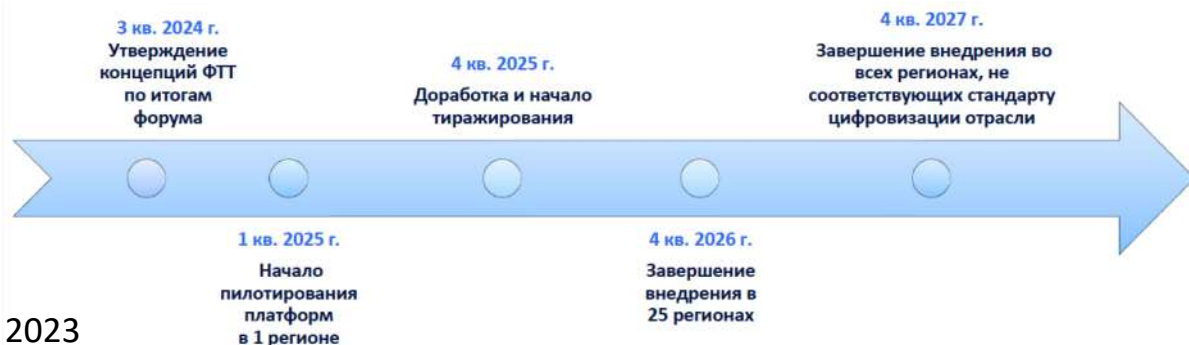 3 кв. 2024 г.
Утверждение
концепций ФТТ
по итогам
форума
1 кв. 2025 г.
Начало
пилотирования
платформ
в 1 регионе
4 кв. 2025 г.
Доработка и начало
тиражирования
4 кв. 2026 г.
Завершение
внедрения в
25 регионах
4 кв. 2027 г.
Завершение внедрения во
всех регионах, не
соответствующих стандарту
цифровизации отрасли
2023